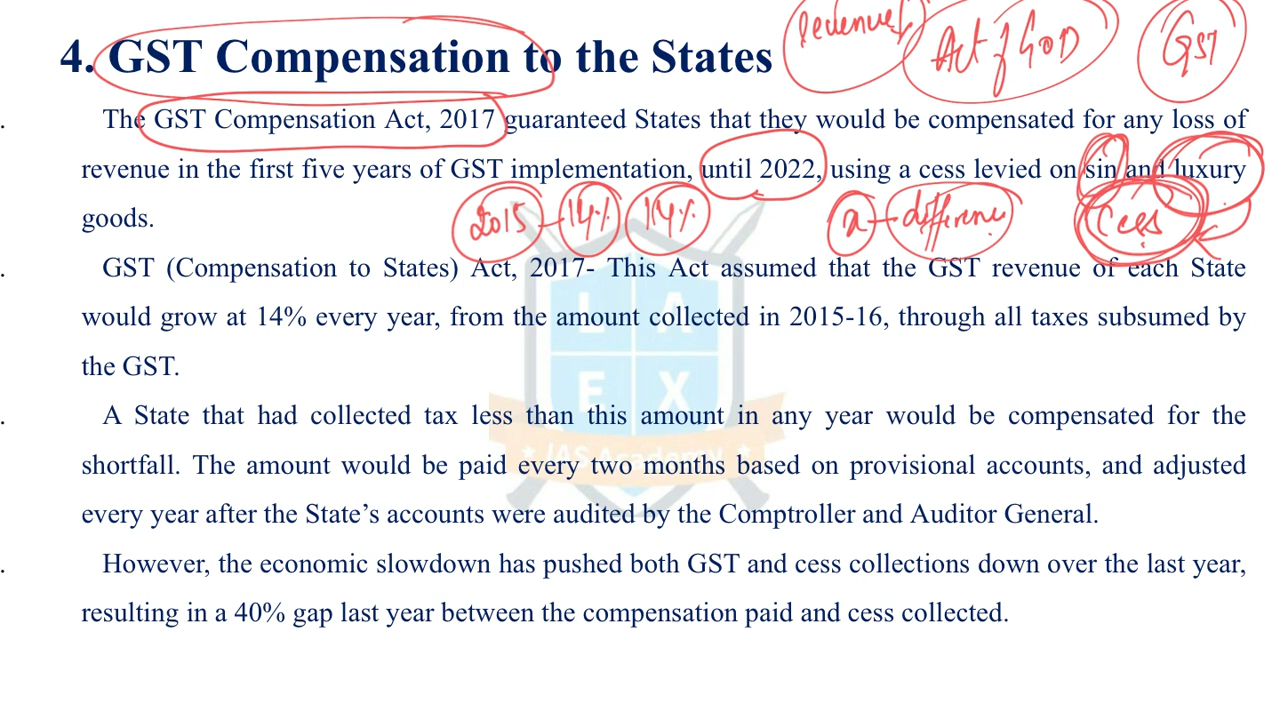 revenue
Act of GOD
GST
4. GST Compensation to the States
. The GST Compensation Act, 2017 guaranteed States that they would be compensated for any loss of
revenue in the first five years of GST implementation, until 2022, using a cess levied on sin and luxury
2015 - 14% 14% a - difference Cess
goods.
. GST (Compensation to States) Act, 2017- This Act assumed that the GST revenue of each State
would grow at 14% every year, from the amount collected in 2015-16, through all taxes subsumed by
the GST.
L A
E X
. A State that had collected tax less than this amount in any year would be compensated for the
IAS Academy
shortfall. The amount would be paid every two months based on provisional accounts, and adjusted
every year after the State’s accounts were audited by the Comptroller and Auditor General.
. However, the economic slowdown has pushed both GST and cess collections down over the last year,
resulting in a 40% gap last year between the compensation paid and cess collected.